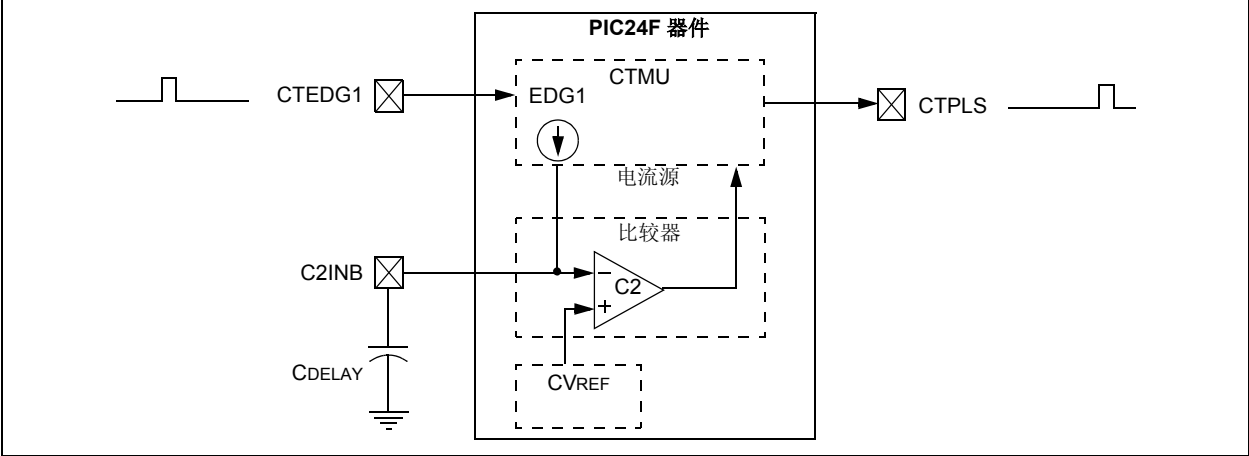 PIC24F 器件
CTMU
CTEDG1
EDG1
CTPLS
电流源
比较器
C2INB
−
C2
+
CDELAY
CVREF